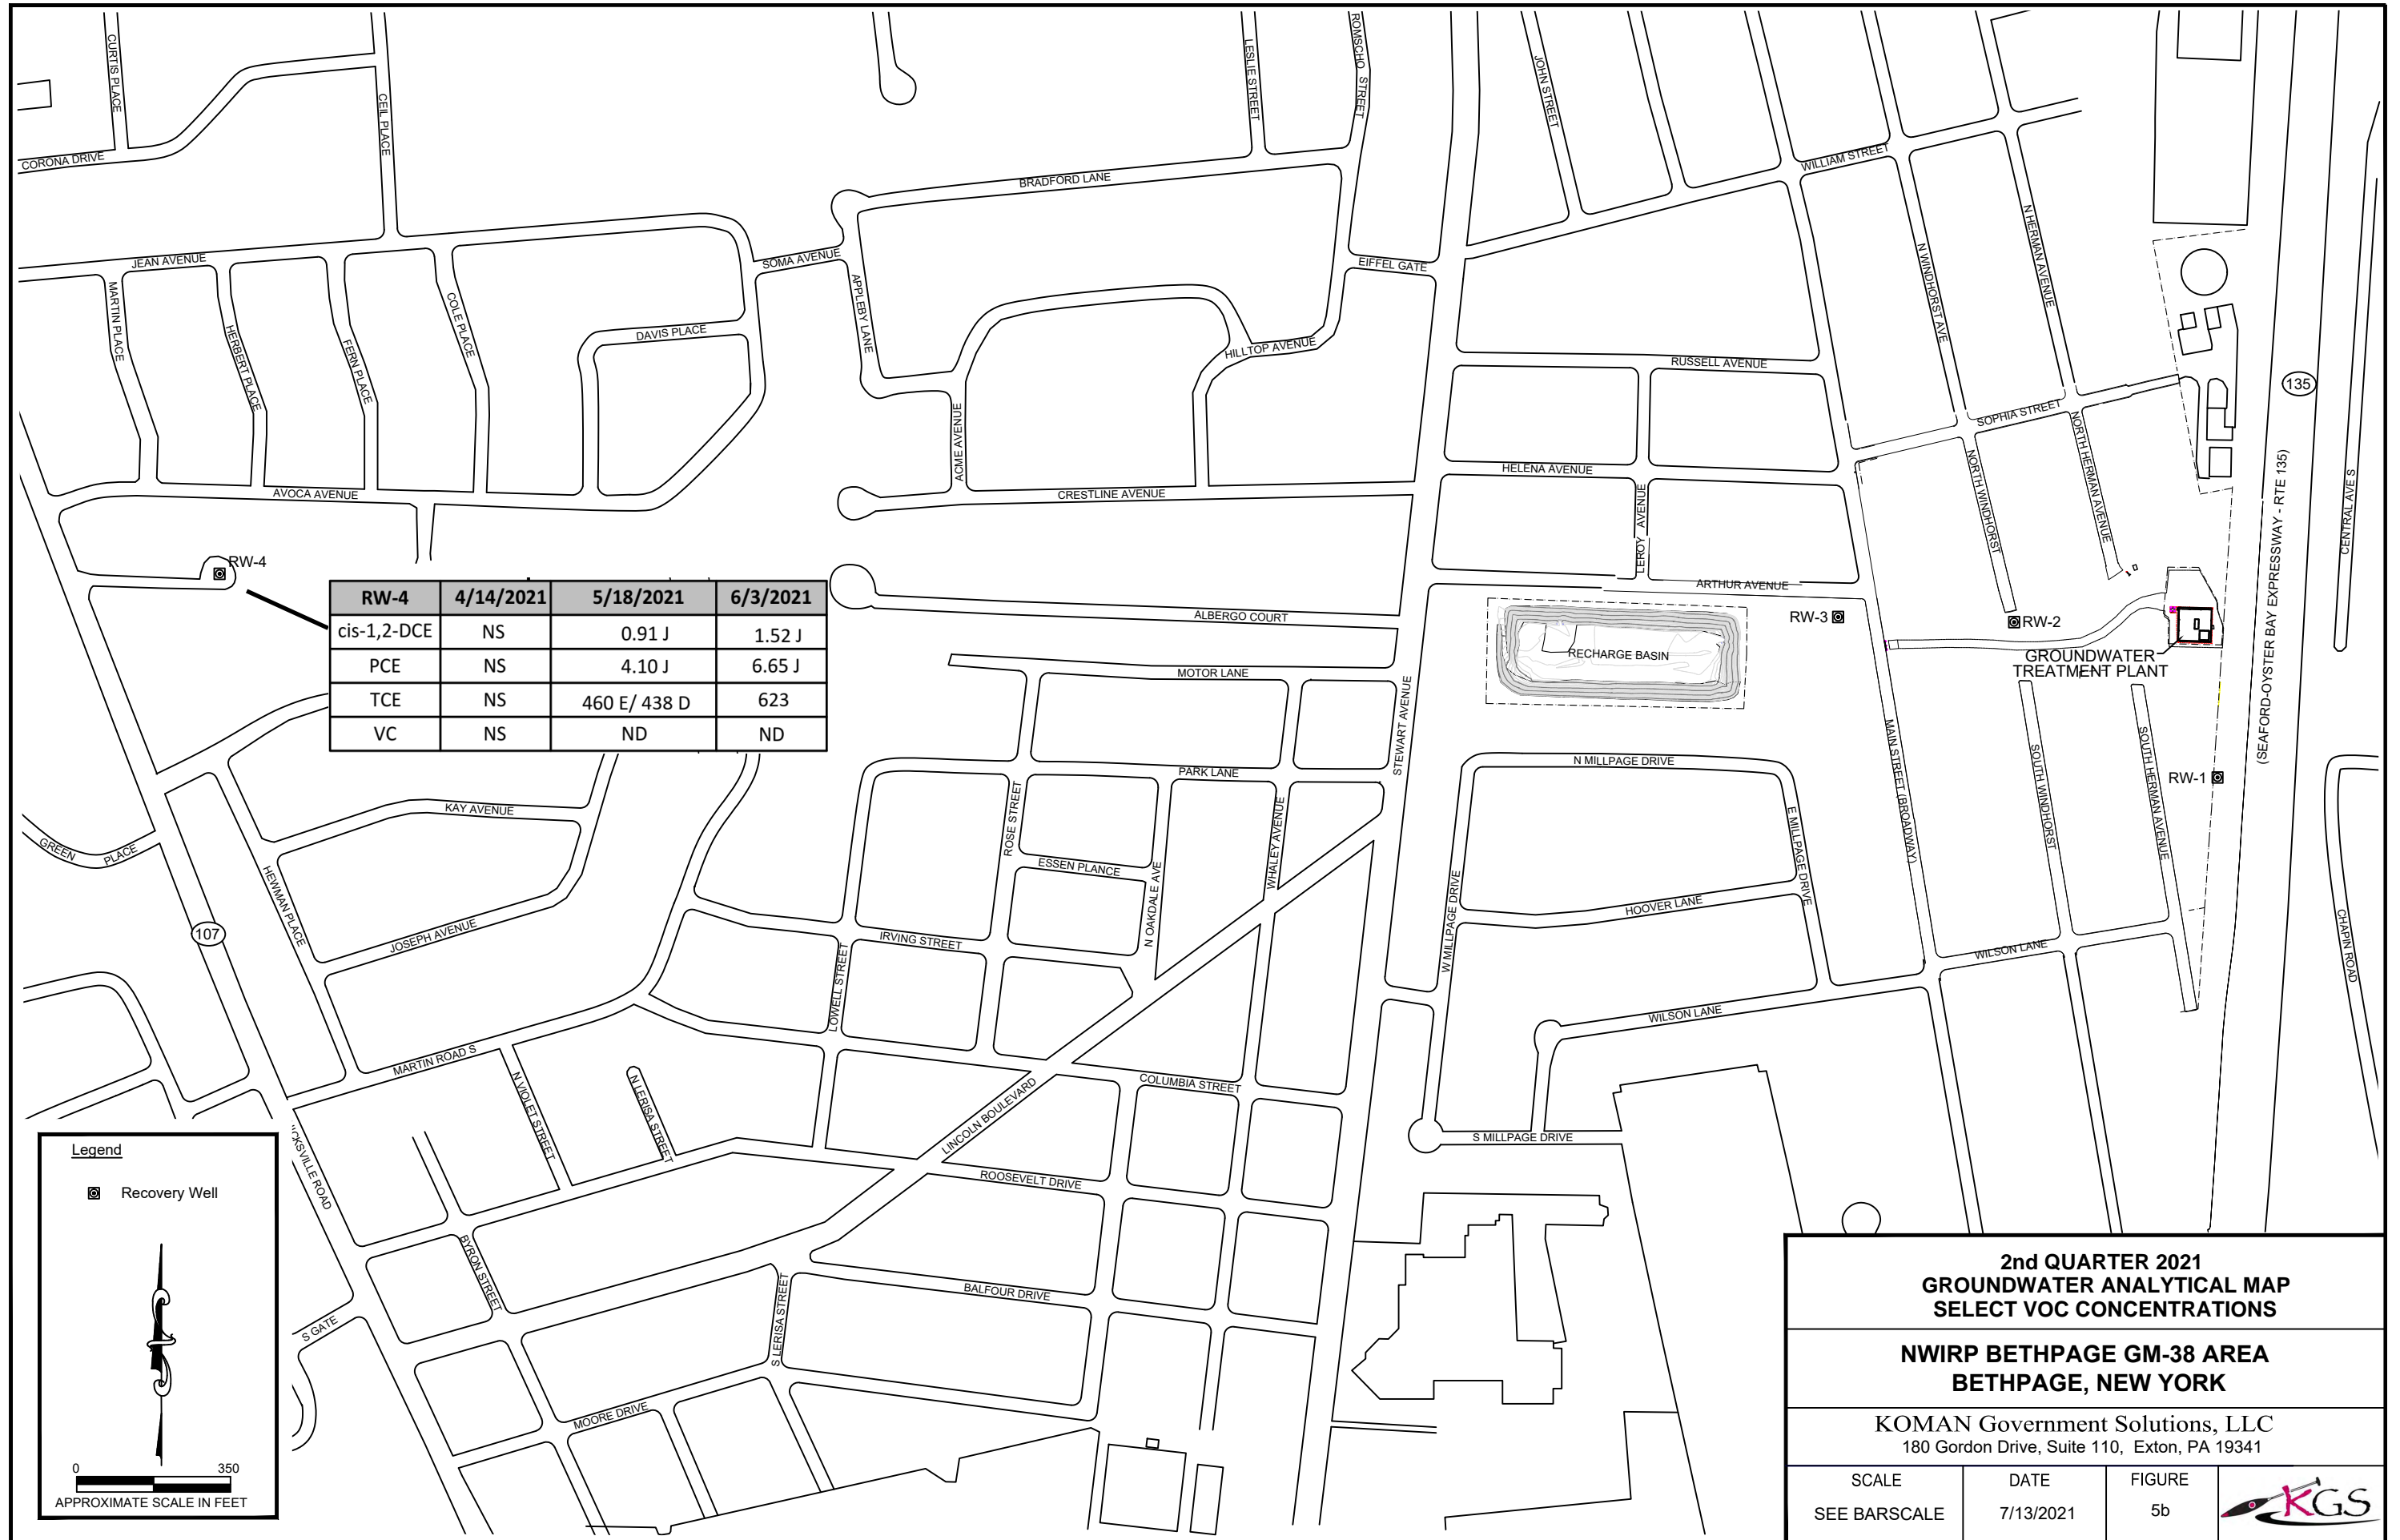 CURTIS PLACE
CEIL PLACE
CORONA DRIVE
LESLIE STREET
ROMSCHO STREET
JOHN STREET
WILLIAM STREET
BRADFORD LANE
N HERMAN AVENUE
N WINDHORST AVE
JEAN AVENUE
SOMA AVENUE
EIFFEL GATE
MARTIN PLACE
HERBERT PLACE
FERN PLACE
COLE PLACE
DAVIS PLACE
APPLEBY LANE
HILLTOP AVENUE
RUSSELL AVENUE
135
SOPHIA STREET
ACME AVENUE
NORTH HERMAN AVENUE
HELENA AVENUE
AVOCA AVENUE
CRESTLINE AVENUE
LEROY AVENUE
NORTH WINDHORST
(SEAFORD-OYSTER BAY EXPRESSWAY - RTE 135)
CENTRAL AVE S
RW-4
ARTHUR AVENUE
RW-4 4/14/2021 5/18/2021 6/3/2021
cis-1,2-DCE NS 0.91 J 1.52 J
PCE NS 4.10 J 6.65 J
TCE NS 460 E/ 438 D 623
VC NS ND ND
ALBERGO COURT
RW-3
RW-2
RECHARGE BASIN
GROUNDWATER
TREATMENT PLANT
MOTOR LANE
STEWART AVENUE
MAIN STREET (BROADWAY)
SOUTH WINDHORST
SOUTH HERMAN AVENUE
RW-1
PARK LANE
N MILLPAGE DRIVE
KAY AVENUE
ROSE STREET
WHALEY AVENUE
E MILLPAGE DRIVE
GREEN PLACE
ESSEN PLANCE
N OAKDALE AVE
HEWMAN PLACE
W MILLPAGE DRIVE
HOOVER LANE
107
JOSEPH AVENUE
IRVING STREET
LOWELL STREET
WILSON LANE
CHAPIN ROAD
WILSON LANE
MARTIN ROAD S
N VIOLET STREET
N LERISA STREET
LINCOLN BOULEVARD
COLUMBIA STREET
S MILLPAGE DRIVE
ICKSVILLE ROAD
ROOSEVELT DRIVE
BYRON STREET
S LERISA STREET
BALFOUR DRIVE
S GATE
MOORE DRIVE
Legend
Recovery Well
0 350
APPROXIMATE SCALE IN FEET
2nd QUARTER 2021
GROUNDWATER ANALYTICAL MAP
SELECT VOC CONCENTRATIONS
NWIRP BETHPAGE GM-38 AREA
BETHPAGE, NEW YORK
KOMAN Government Solutions, LLC
180 Gordon Drive, Suite 110, Exton, PA 19341
SCALE DATE FIGURE
SEE BARSCALE 7/13/2021 5b
KGS